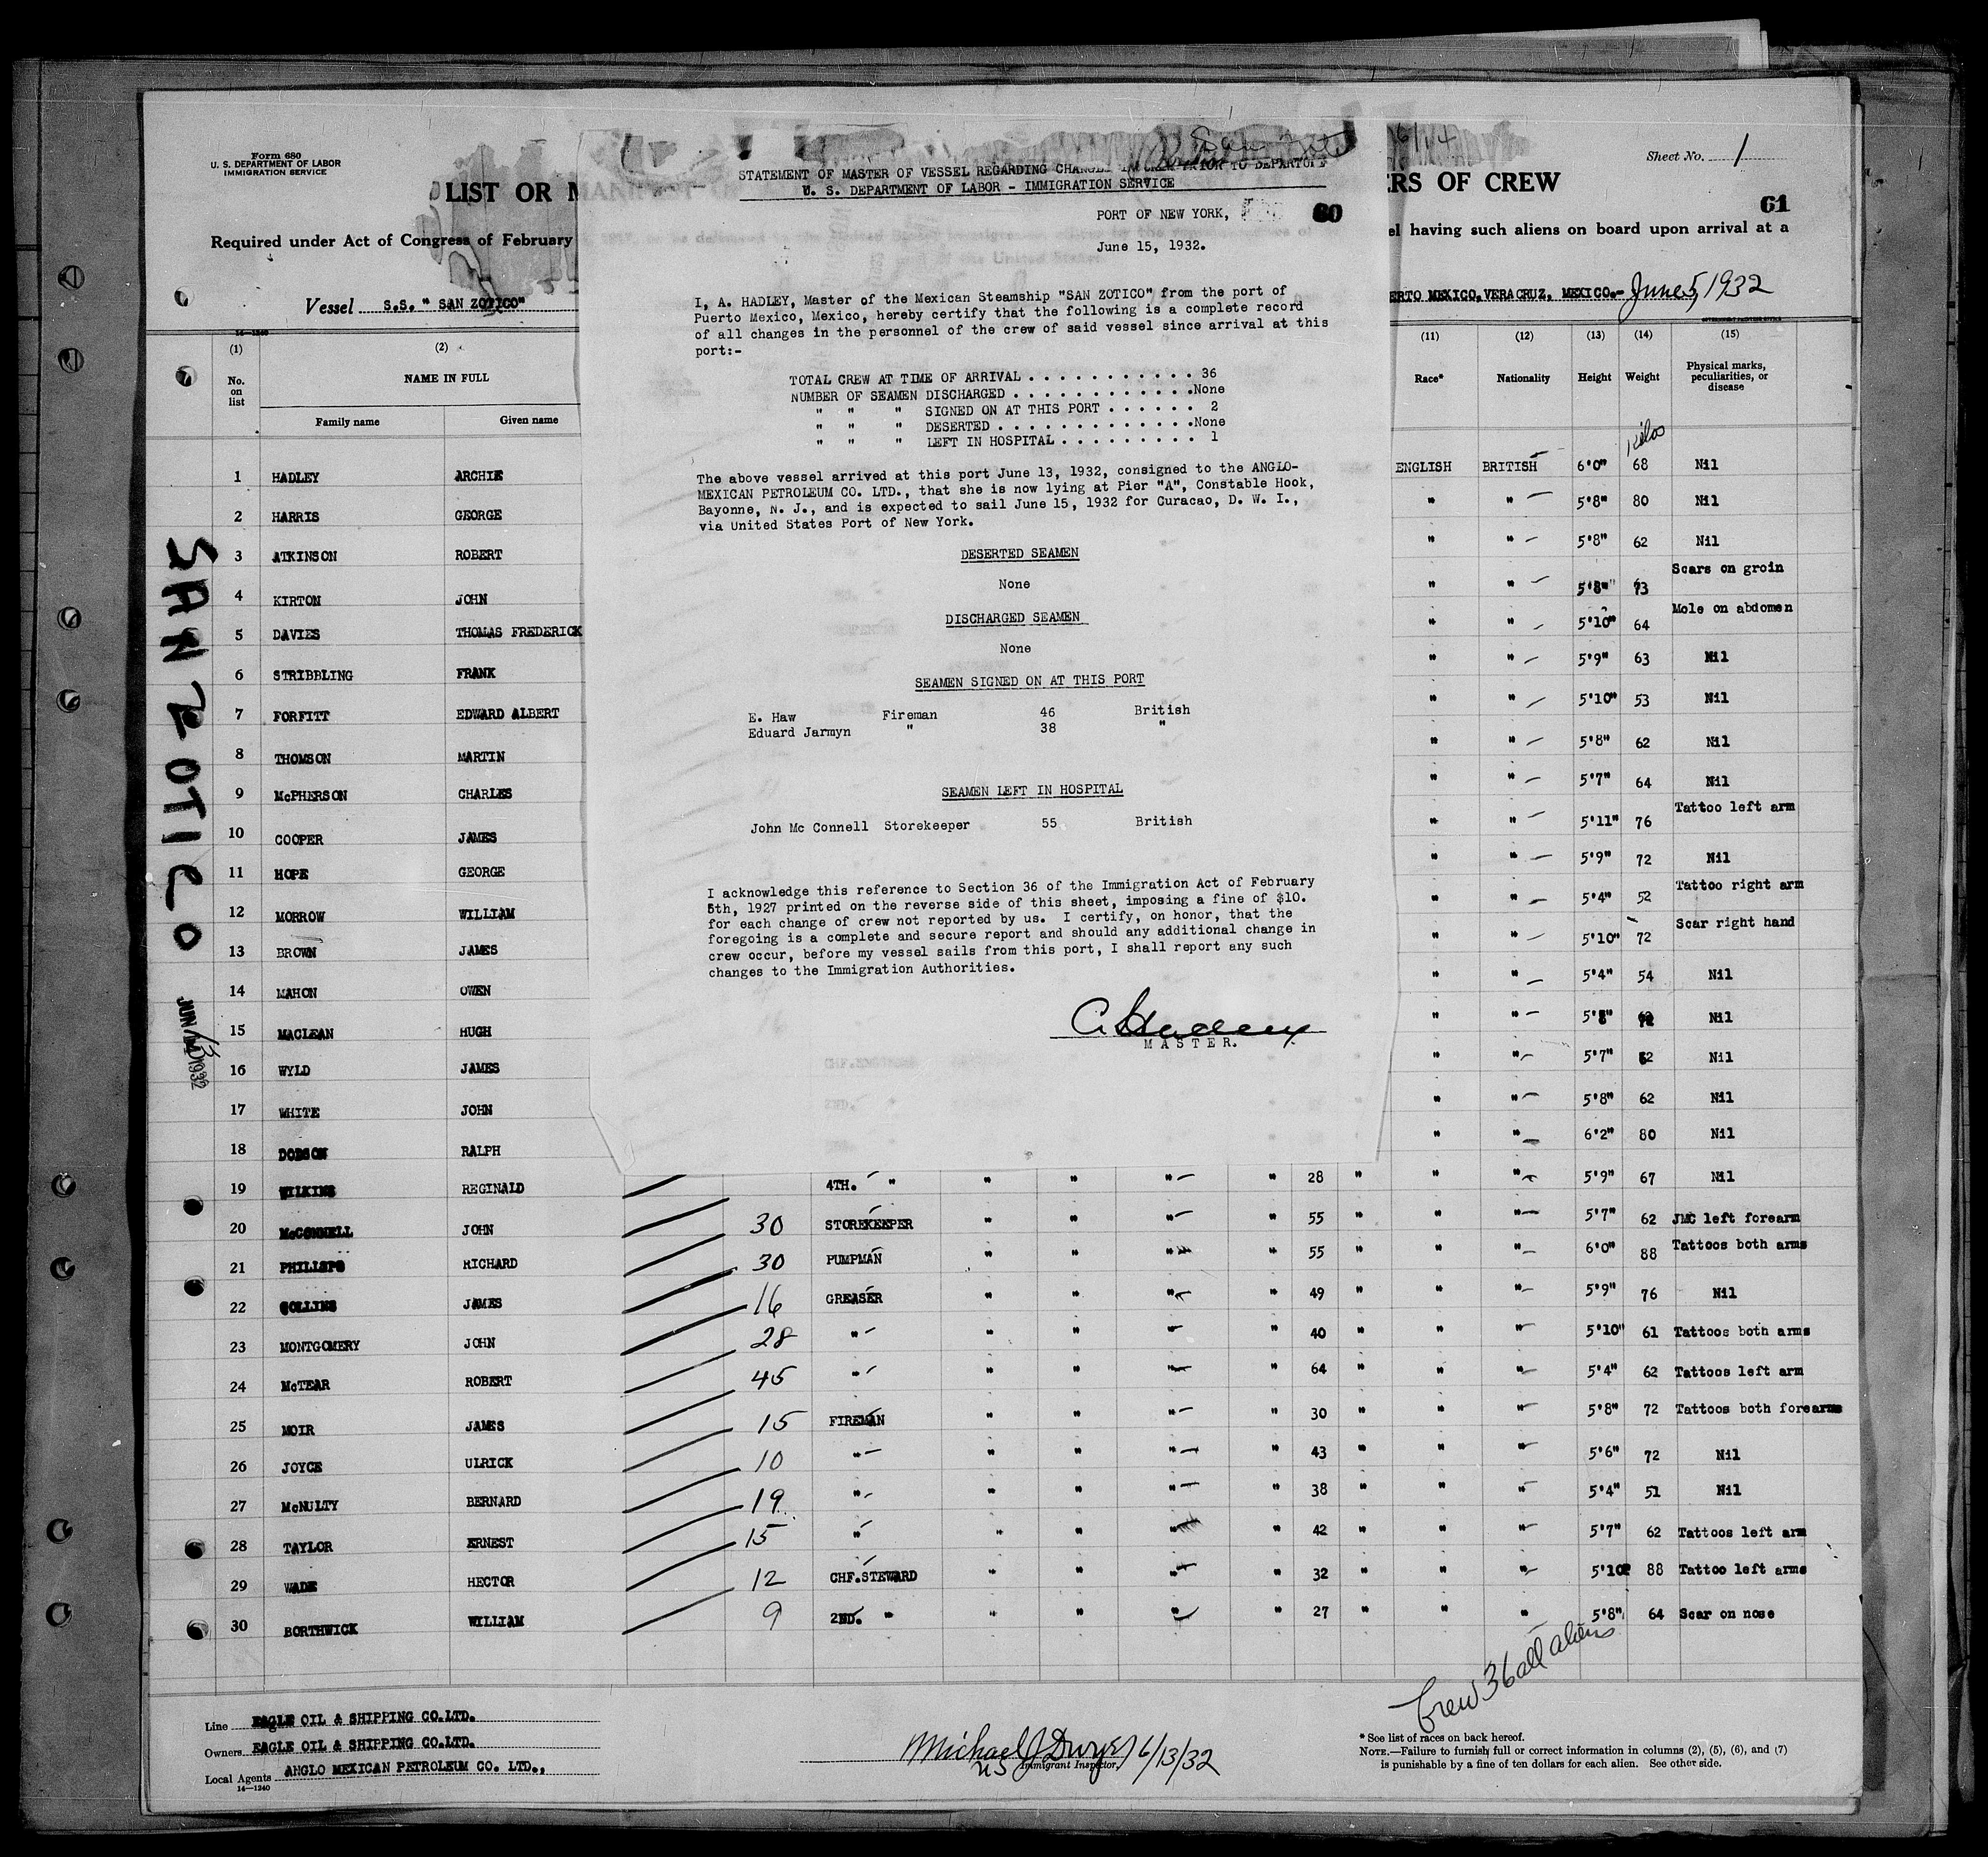 Form 680
U. S. DEPARTMENT OF LABOR
IMMIGRATION SERVICE
LIST OR M
ERS OF CREW
Sheet No. 1
61
Required under Act of Congress of February
el having such aliens on board upon arrival at a
Vessel S.S. " SAN ZOTICO"
ERTO MEXICO, VERACRUZ, MEXICO.- June 5, 1932
6/14
STATEMENT OF MASTER OF VESSEL REGARDING CHANGE IN CREW PRIOR TO DEPARTURE
U. S. DEPARTMENT OF LABOR - IMMIGRATION SERVICE
PORT OF NEW YORK, 60
June 15, 1932.
I, A. HADLEY, Master of the Mexican Steamship "SAN ZOTICO" from the port of
Puerto Mexico, Mexico, hereby certify that the following is a complete record
of all changes in the personnel of the crew of said vessel since arrival at this
port:-
TOTAL CREW AT TIME OF ARRIVAL . . . . . . . . . . . . 36
NUMBER OF SEAMEN DISCHARGED . . . . . . . . . . . . .None
" " " SIGNED ON AT THIS PORT . . . . . . 2
" " " DESERTED . . . . . . . . . . . . . .None
" " " LEFT IN HOSPITAL . . . . . . . . . 1
The above vessel arrived at this port June 13, 1932, consigned to the ANGLO-
MEXICAN PETROLEUM CO. LTD., that she is now lying at Pier "A", Constable Hook,
Bayonne, N. J., and is expected to sail June 15, 1932 for Curacao, D. W. I.,
via United States Port of New York.
DESERTED SEAMEN
None
DISCHARGED SEAMEN
None
SEAMEN SIGNED ON AT THIS PORT
E. Haw Fireman 46 British
Eduard Jarmyn " 38 "
SEAMEN LEFT IN HOSPITAL
John Mc Connell Storekeeper 55 British
I acknowledge this reference to Section 36 of the Immigration Act of February
5th, 1927 printed on the reverse side of this sheet, imposing a fine of $10.
for each change of crew not reported by us. I certify, on honor, that the
foregoing is a complete and secure report and should any additional change in
crew occur, before my vessel sails from this port, I shall report any such
changes to the Immigration Authorities.
MASTER.
SAN ZOTICO
JUN 1932
(1) (2) (11) (12) (13) (14) (15)
No. on list NAME IN FULL Race* Nationality Height Weight Physical marks, peculiarities, or disease
Family name Given name
Kilos
1 HADLEY ARCHIE ENGLISH BRITISH 6'0" 68 Nil
2 HARRIS GEORGE " " 5'8" 80 Nil
3 ATKINSON ROBERT " " 5'8" 62 Nil
4 KIRTON JOHN " " 5'8" 73 Scars on groin
5 DAVIES THOMAS FREDERICK " " 5'10" 64 Mole on abdomen
6 STRIBBLING FRANK " " 5'9" 63 Nil
7 FORFITT EDWARD ALBERT " " 5'10" 53 Nil
8 THOMSON MARTIN " " 5'8" 62 Nil
9 McPHERSON CHARLES " " 5'7" 64 Nil
10 COOPER JAMES " " 5'11" 76 Tattoo left arm
11 HOPE GEORGE " " 5'9" 72 Nil
12 MORROW WILLIAM " " 5'4" 52 Tattoo right arm
13 BROWN JAMES " " 5'10" 72 Scar right hand
14 MAHON OWEN " " 5'4" 54 Nil
15 MACLEAN HUGH " " 5'8" Nil
16 WYLD JAMES " " 5'7" 62 Nil
17 WHITE JOHN " " 5'8" 62 Nil
18 DOBSON RALPH " " 6'2" 80 Nil
19 WILKINS REGINALD 4TH. " " " " " 28 " " " 5'9" 67 Nil
20 McCONNELL JOHN 30 STOREKEEPER " " " " 55 " " " 5'7" 62 JMC left forearm
21 PHILLIPS RICHARD 30 PUMPMAN " " " " 55 " " " 6'0" 88 Tattoos both arms
22 COLLINS JAMES 16 GREASER " " " " 49 " " " 5'9" 76 Nil
23 MONTGOMERY JOHN 28 " " " " " 40 " " " 5'10" 61 Tattoos both arms
24 McTEAR ROBERT 45 " " " " " 64 " " " 5'4" 62 Tattoos left arm
25 MOIR JAMES 15 FIREMAN " " " " 30 " " " 5'8" 72 Tattoos both forearms
26 JOYCE ULRICK 10 " " " " " 43 " " " 5'6" 72 Nil
27 McNULTY BERNARD 19 " " " " " 38 " " " 5'4" 51 Nil
28 TAYLOR ERNEST 15 " " " " " 42 " " " 5'7" 62 Tattoos left arm
29 WADE HECTOR 12 CHF.STEWARD " " " " 32 " " " 5'10" 88 Tattoo left arms
30 BORTHWICK WILLIAM 9 2ND. " " " " " 27 " " " 5'8" 64 Scar on nose
Crew 36 all aliens
Line EAGLE OIL & SHIPPING CO.LTD.
Owners EAGLE OIL & SHIPPING CO.LTD.
Local Agents ANGLO MEXICAN PETROLEUM CO. LTD.,
14—1240
Michael J Dwyer 6/13/32
US Immigrant Inspector.
* See list of races on back hereof.
NOTE.—Failure to furnish full or correct information in columns (2), (5), (6), and (7)
is punishable by a fine of ten dollars for each alien. See other side.